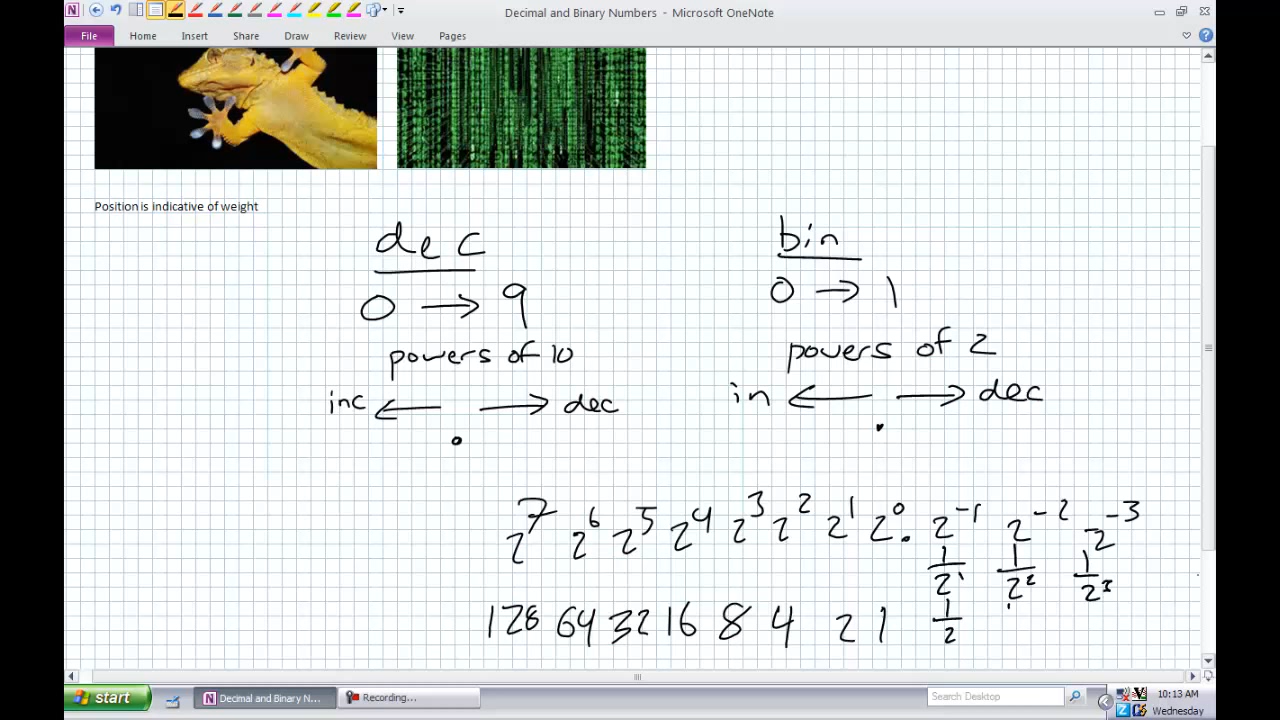 Decimal and Binary Numbers - Microsoft OneNote
File Home Insert Share Draw Review View Pages
Position is indicative of weight
dec bin
0 → 9 0 → 1
powers of 10 powers of 2
inc ← → dec in ← → dec
. .
2^7 2^6 2^5 2^4 2^3 2^2 2^1 2^0 . 2^-1 2^-2 2^-3
1/2^1 1/2^2 1/2^3
128 64 32 16 8 4 2 1 1/2
start Decimal and Binary N... Recording... Search Desktop 10:13 AM
Wednesday